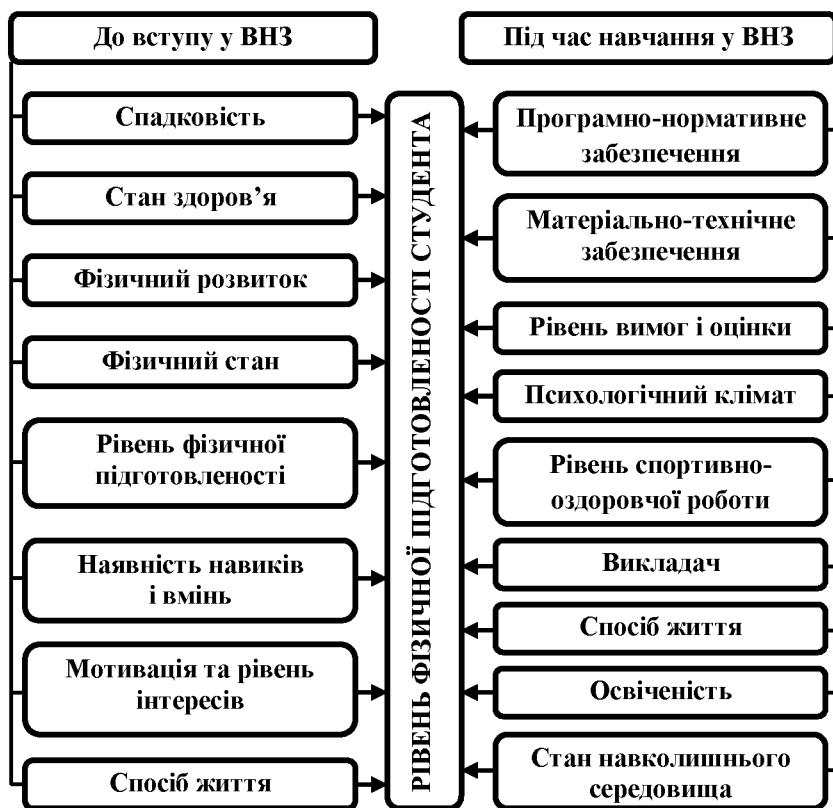 До вступу у ВНЗ
Спадковість
Стан здоров’я
Фізичний розвиток
Фізичний стан
Рівень фізичної
підготовленості
Наявність навиків
і вмінь
Мотивація та рівень
інтересів
Спосіб життя
РІВЕНЬ ФІЗИЧНОЇ ПІДГОТОВЛЕНОСТІ СТУДЕНТА
Під час навчання у ВНЗ
Програмно-нормативне
забезпечення
Матеріально-технічне
забезпечення
Рівень вимог і оцінки
Психологічний клімат
Рівень спортивно-
оздоровчої роботи
Викладач
Спосіб життя
Освіченість
Стан навколишнього
середовища